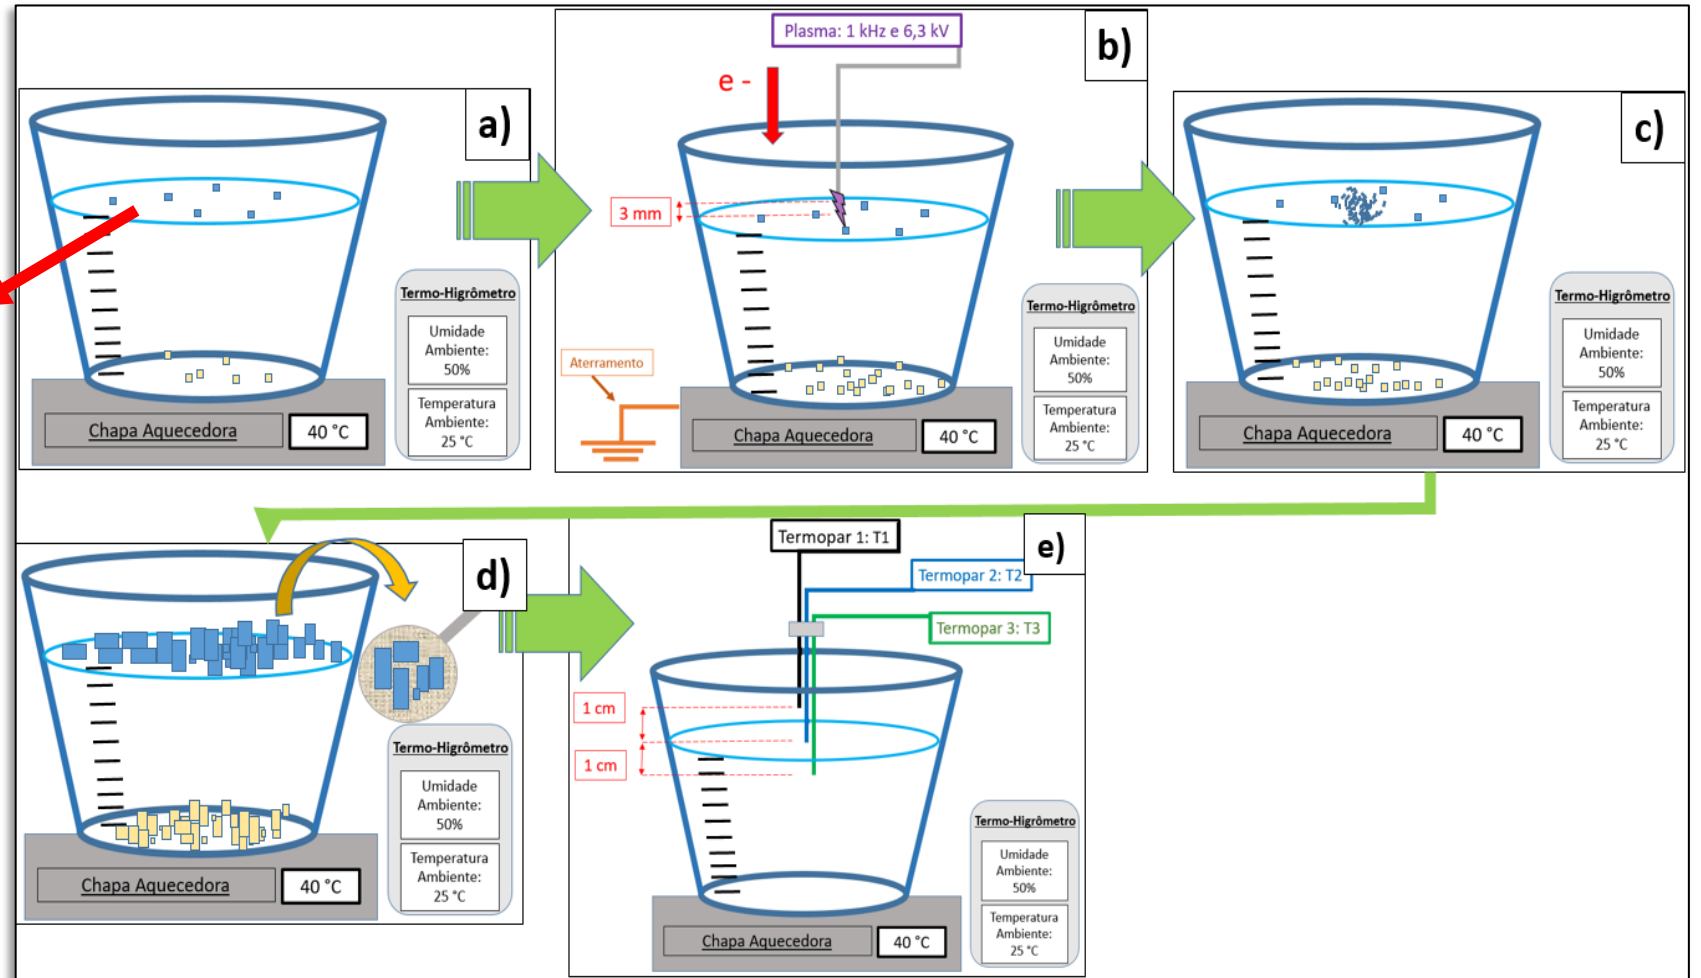 a)
Termo-Higrômetro
Umidade
Ambiente:
50%
Temperatura
Ambiente:
25 °C
Chapa Aquecedora
40 °C
Plasma: 1 kHz e 6,3 kV
b)
e -
3 mm
Aterramento
Termo-Higrômetro
Umidade
Ambiente:
50%
Temperatura
Ambiente:
25 °C
Chapa Aquecedora
40 °C
c)
Termo-Higrômetro
Umidade
Ambiente:
50%
Temperatura
Ambiente:
25 °C
Chapa Aquecedora
40 °C
d)
Termo-Higrômetro
Umidade
Ambiente:
50%
Temperatura
Ambiente:
25 °C
Chapa Aquecedora
40 °C
Termopar 1: T1
e)
Termopar 2: T2
Termopar 3: T3
1 cm
1 cm
Termo-Higrômetro
Umidade
Ambiente:
50%
Temperatura
Ambiente:
25 °C
Chapa Aquecedora
40 °C